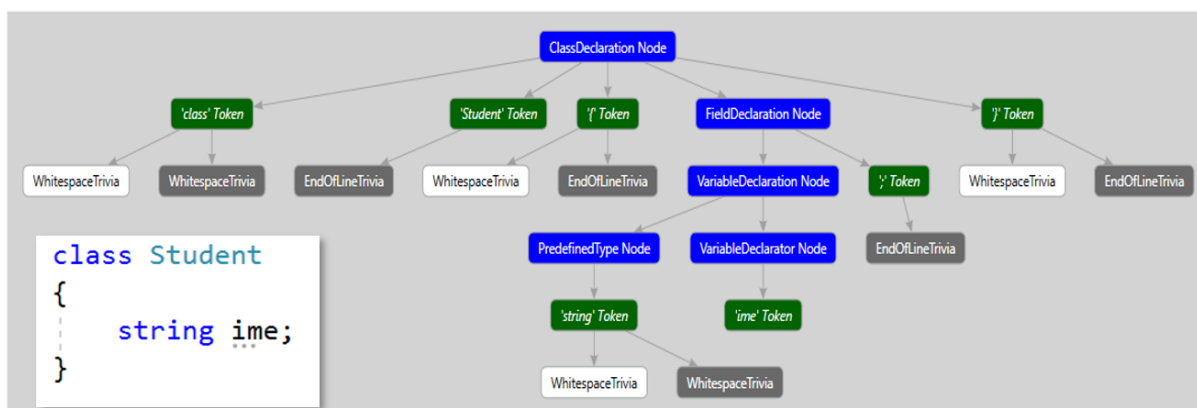 ClassDeclaration Node
'class' Token
'Student' Token
'{' Token
FieldDeclaration Node
'}' Token
WhitespaceTrivia
WhitespaceTrivia
EndOfLineTrivia
WhitespaceTrivia
EndOfLineTrivia
VariableDeclaration Node
';' Token
WhitespaceTrivia
EndOfLineTrivia
PredefinedType Node
VariableDeclarator Node
EndOfLineTrivia
'string' Token
'ime' Token
WhitespaceTrivia
WhitespaceTrivia
class Student
{
string ime;
}